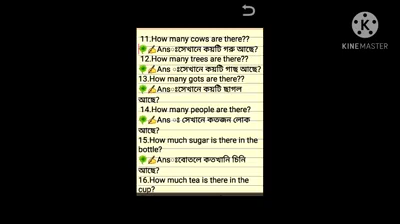 11.How many cows are there??
🌳✍️Ansঃসেখানে কয়টি গরু আছে?
12.How many trees are there??
🌳✍️Ansঃসেখানে কয়টি গাছ আছে?
13.How many gots are there??
🌳✍️Ansঃসেখানে কয়টি ছাগল
আছে?
14.How many people are there?
🌳✍️Ans ঃ সেখানে কতজন লোক
আছে?
15.How much sugar is there in the
bottle?
🌳✍️Ansঃবোতলে কতখানি চিনি
আছে?
16.How much tea is there in the
cup?
KINEMASTER